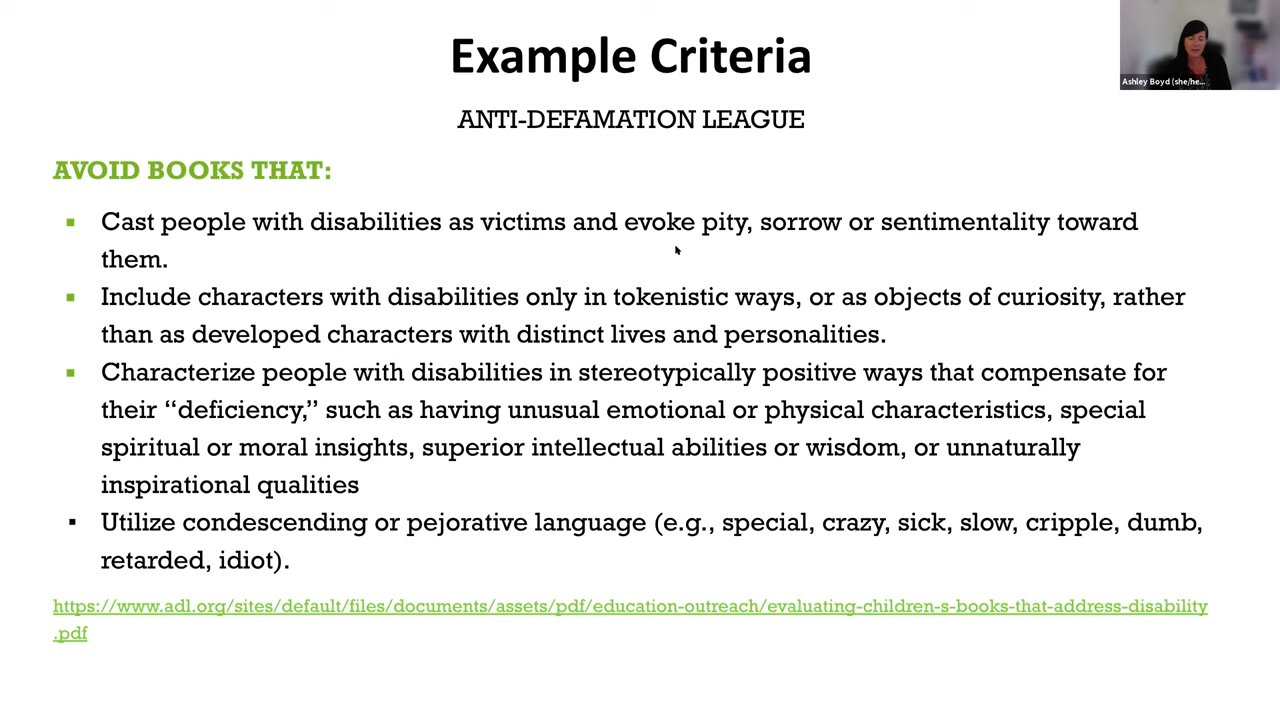 Example Criteria
Ashley Boyd (she/he...
ANTI-DEFAMATION LEAGUE
AVOID BOOKS THAT:
▪ Cast people with disabilities as victims and evoke pity, sorrow or sentimentality toward
them.
▪ Include characters with disabilities only in tokenistic ways, or as objects of curiosity, rather
than as developed characters with distinct lives and personalities.
▪ Characterize people with disabilities in stereotypically positive ways that compensate for
their “deficiency,” such as having unusual emotional or physical characteristics, special
spiritual or moral insights, superior intellectual abilities or wisdom, or unnaturally
inspirational qualities
▪ Utilize condescending or pejorative language (e.g., special, crazy, sick, slow, cripple, dumb,
retarded, idiot).
https://www.adl.org/sites/default/files/documents/assets/pdf/education-outreach/evaluating-children-s-books-that-address-disability
.pdf